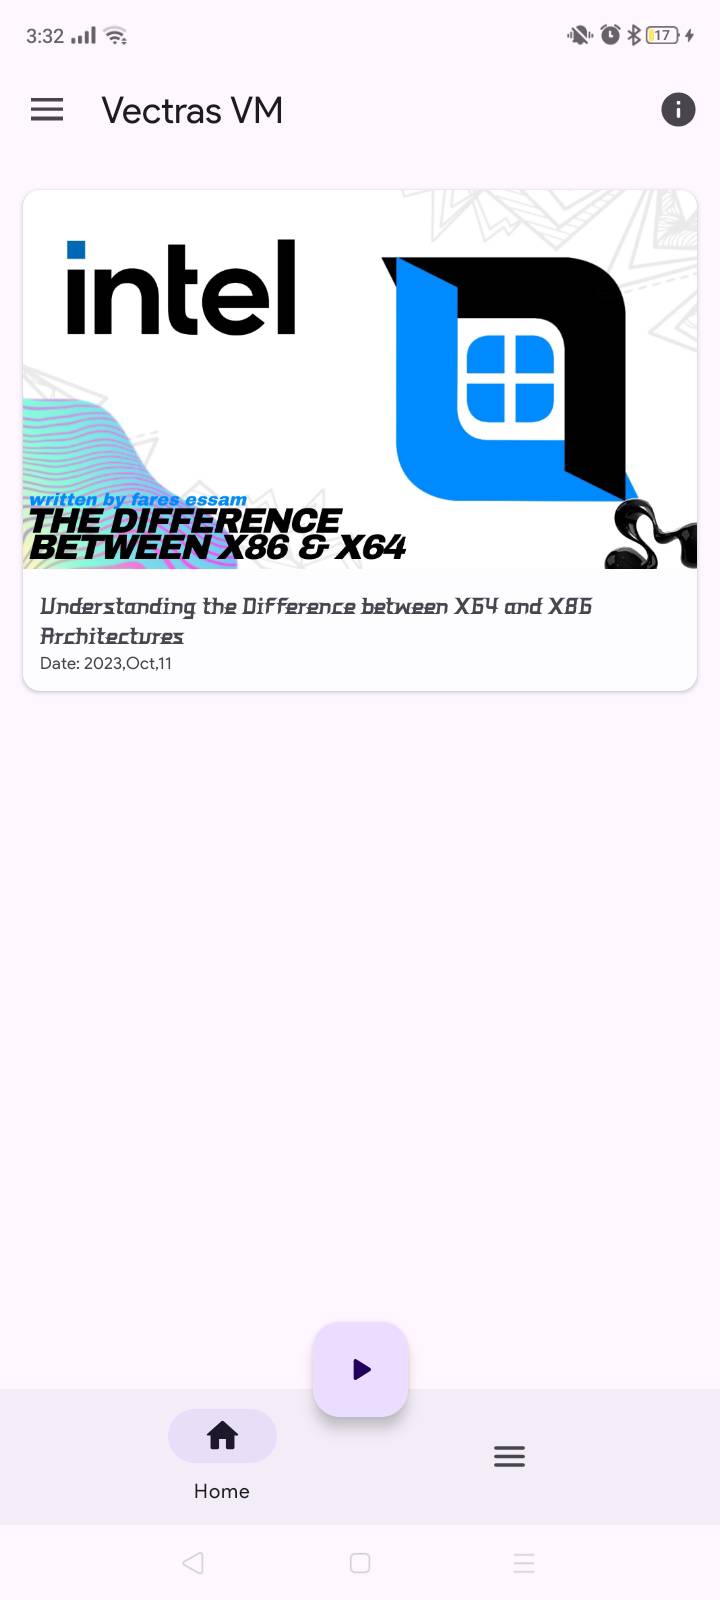 3:32
17
Vectras VM
intel
written by fares essam
THE DIFFERENCE
BETWEEN X86 & X64
Understanding the Difference between X64 and X86
Architectures
Date: 2023,Oct,11
Home